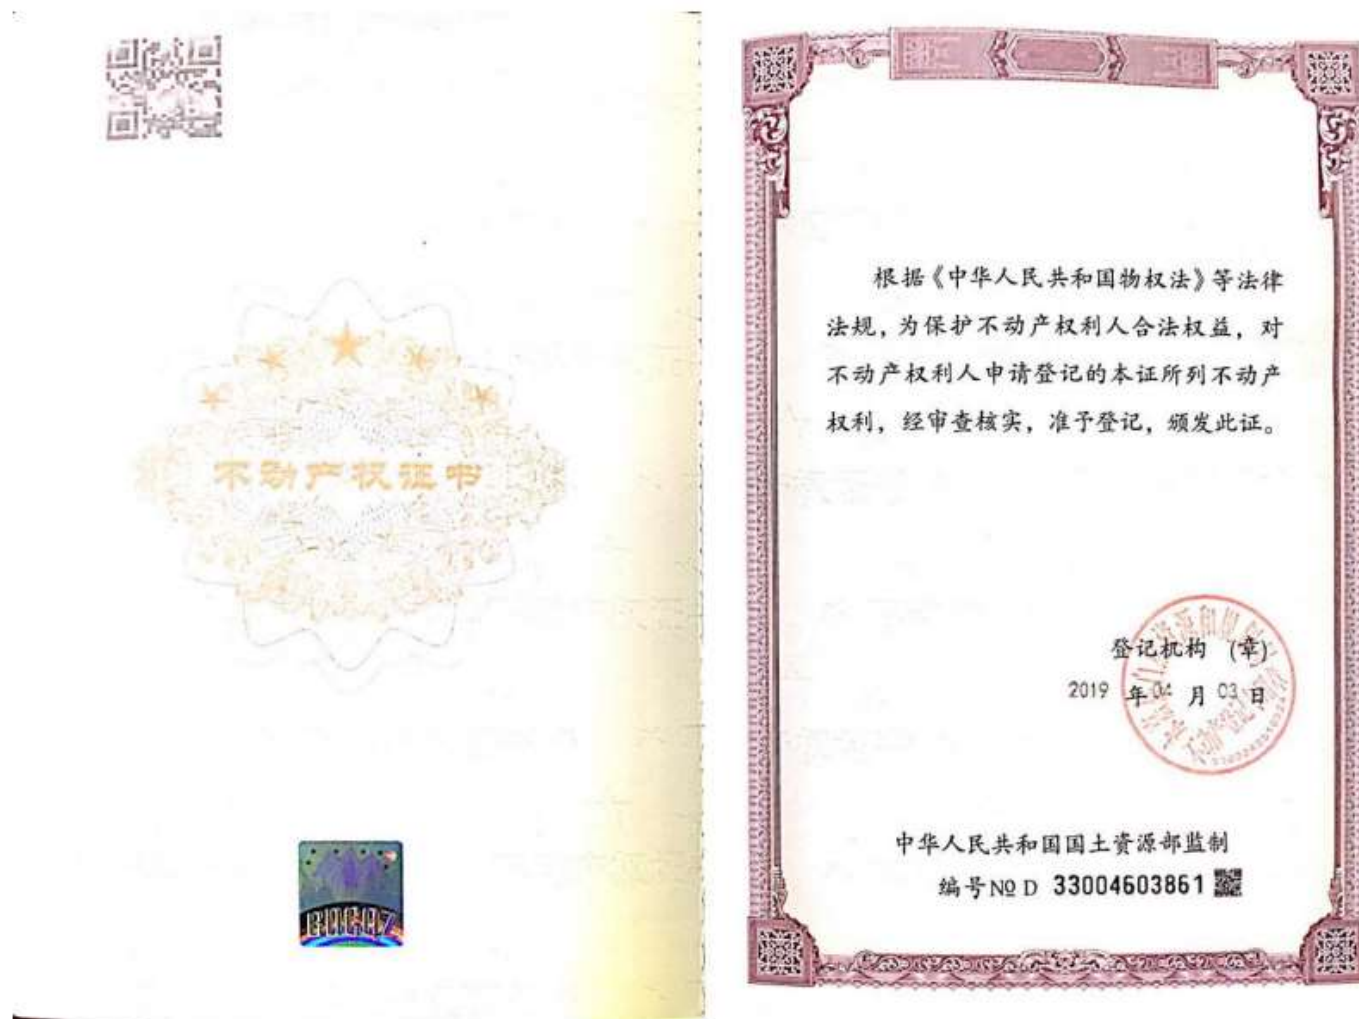 不动产权证书
根据《中华人民共和国物权法》等法律
法规，为保护不动产权利人合法权益，对
不动产权利人申请登记的本证所列不动产
权利，经审查核实，准予登记，颁发此证。
登记机构 (章)
2019 年 04 月 03 日
中华人民共和国国土资源部监制
编号№ D 33004603861